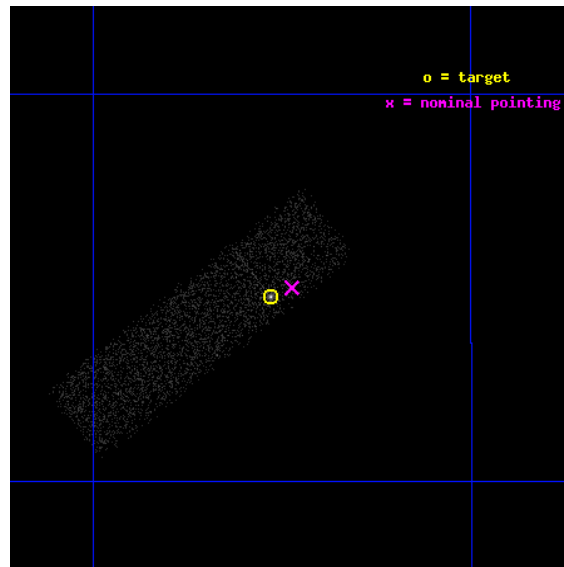 o = target
x = nominal pointing